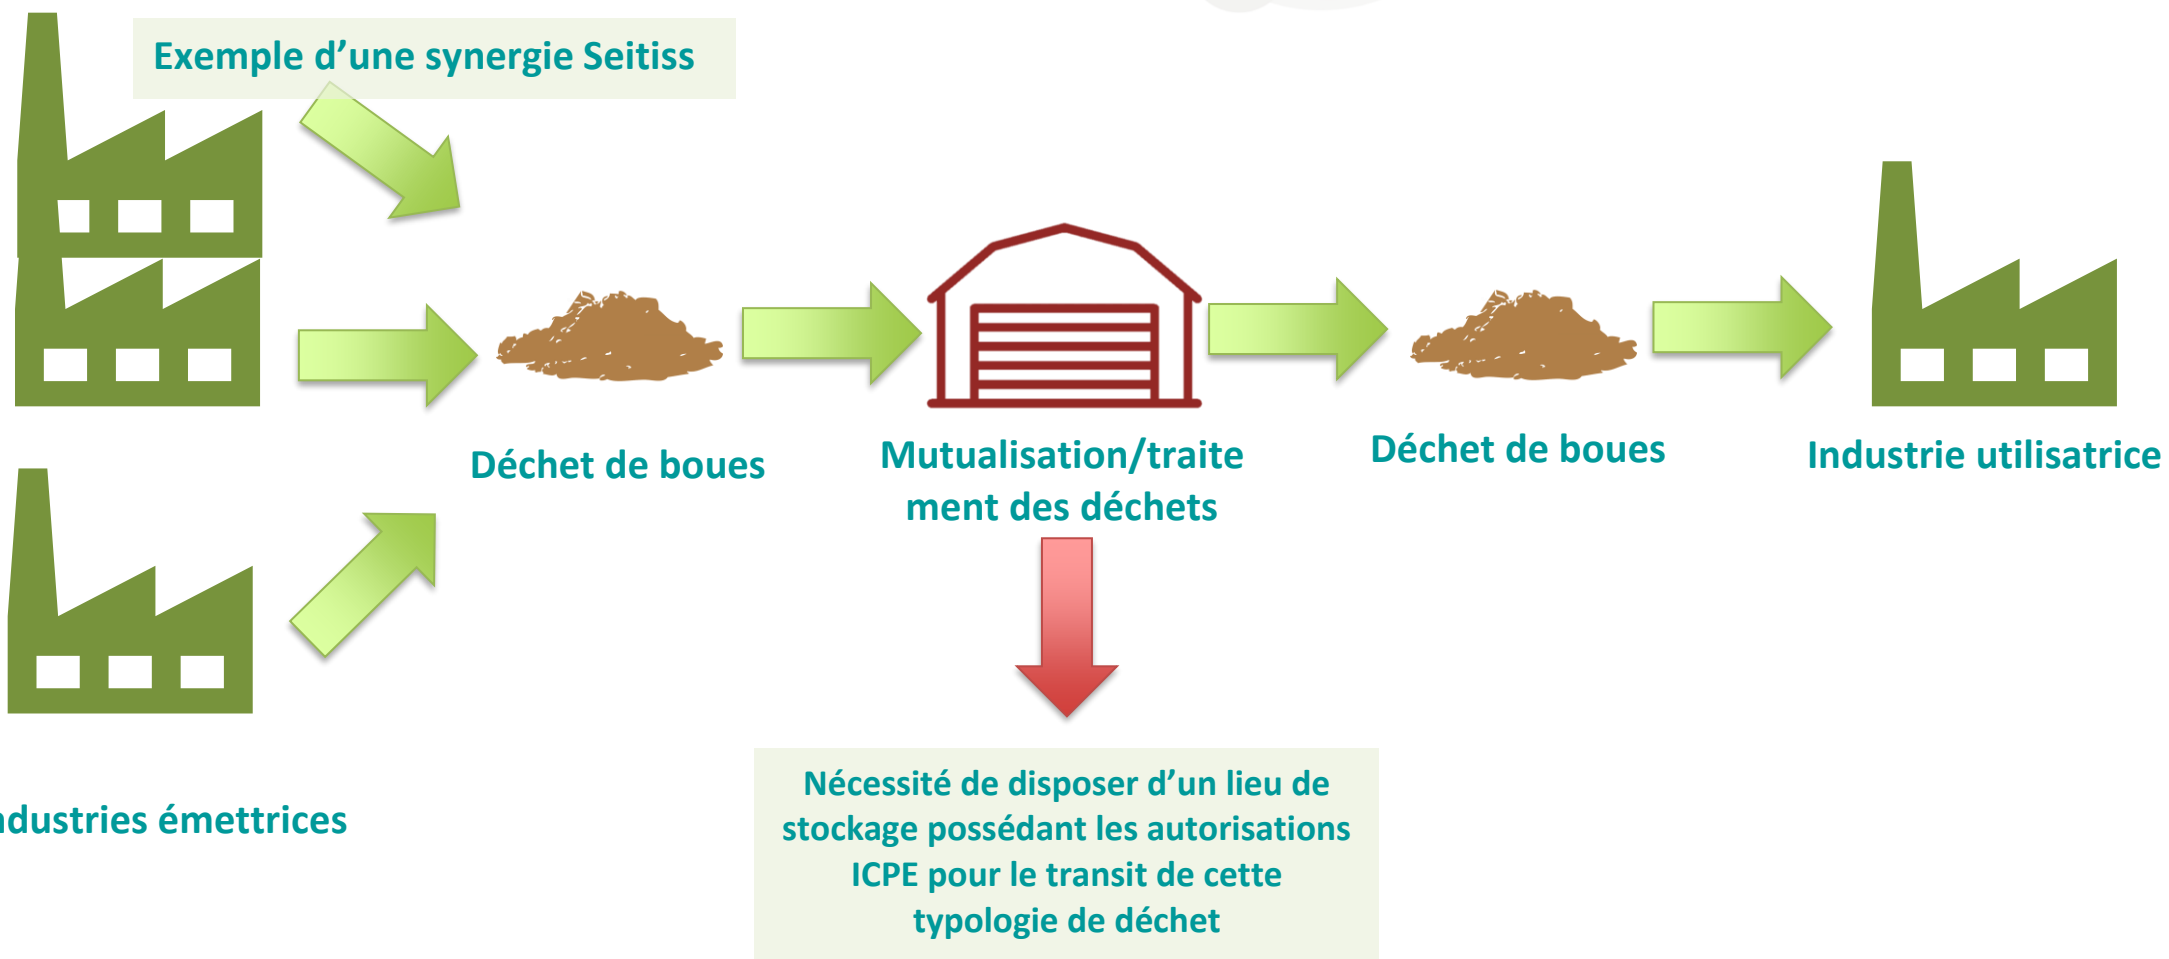 Exemple d’une synergie Seitiss
Déchet de boues
Mutualisation/traite
ment des déchets
Déchet de boues
Industrie utilisatrice
ndustries émettrices
Nécessité de disposer d’un lieu de
stockage possédant les autorisations
ICPE pour le transit de cette
typologie de déchet